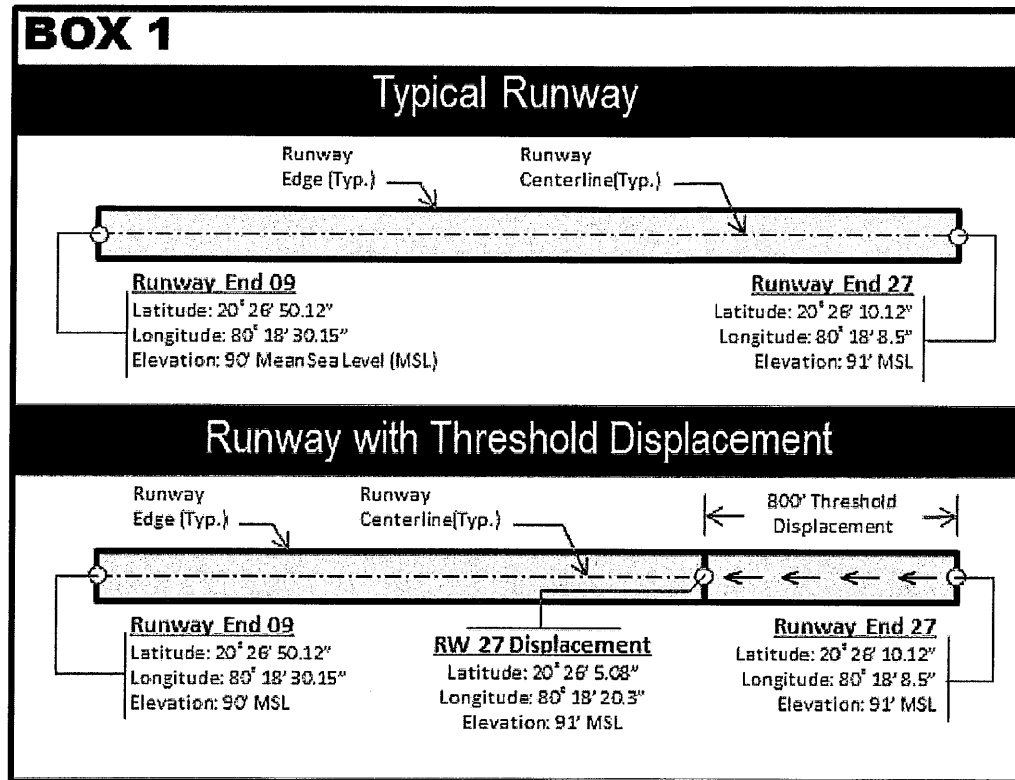 BOX 1
Typical Runway
Runway
Edge (Typ.)
Runway
Centerline(Typ.)
Runway End 09
Latitude: 20° 26' 50.12"
Longitude: 80° 18' 30.15"
Elevation: 90' Mean Sea Level (MSL)
Runway End 27
Latitude: 20° 26' 10.12"
Longitude: 80° 18' 8.5"
Elevation: 91' MSL
Runway with Threshold Displacement
Runway
Edge (Typ.)
Runway
Centerline(Typ.)
800' Threshold
Displacement
Runway End 09
Latitude: 20° 26' 50.12"
Longitude: 80° 18' 30.15"
Elevation: 90' MSL
RW 27 Displacement
Latitude: 20° 26' 5.08"
Longitude: 80° 18' 20.3"
Elevation: 91' MSL
Runway End 27
Latitude: 20° 26' 10.12"
Longitude: 80° 18' 8.5"
Elevation: 91' MSL